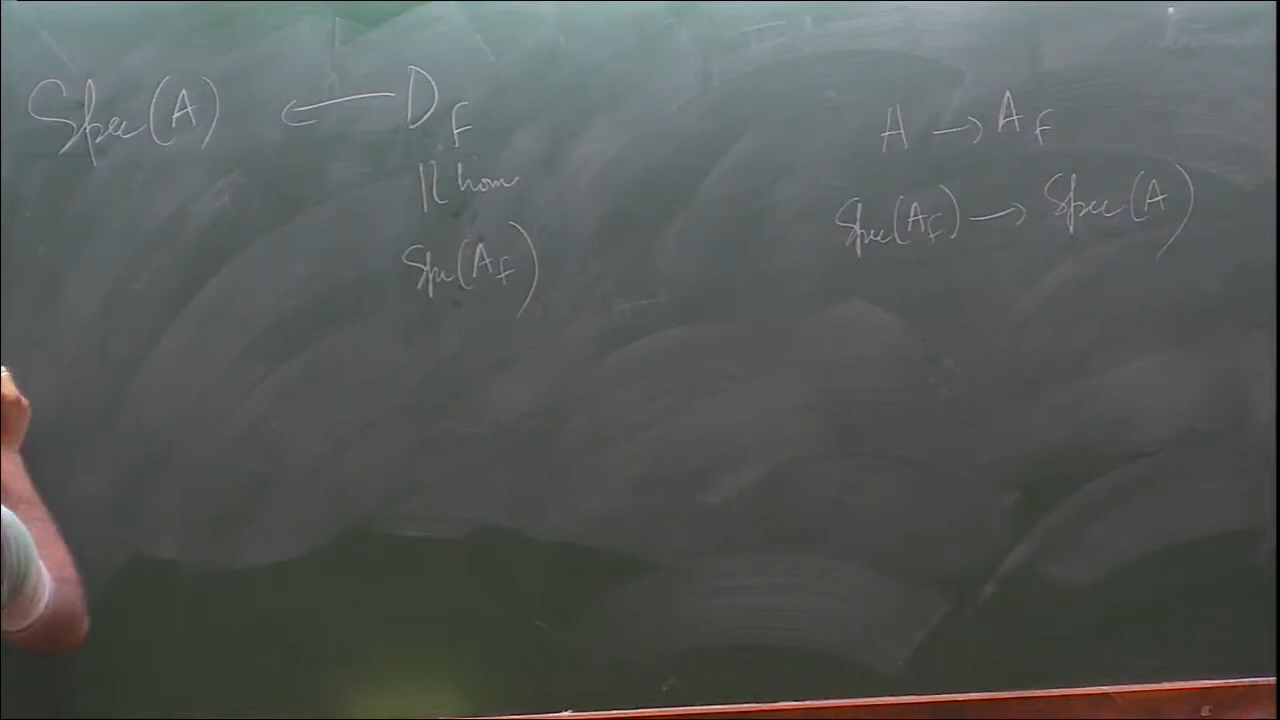 Spec(A) ← D_F
≀≀ hom
Spec(A_F)
A → A_F
Spec(A_F) → Spec(A)